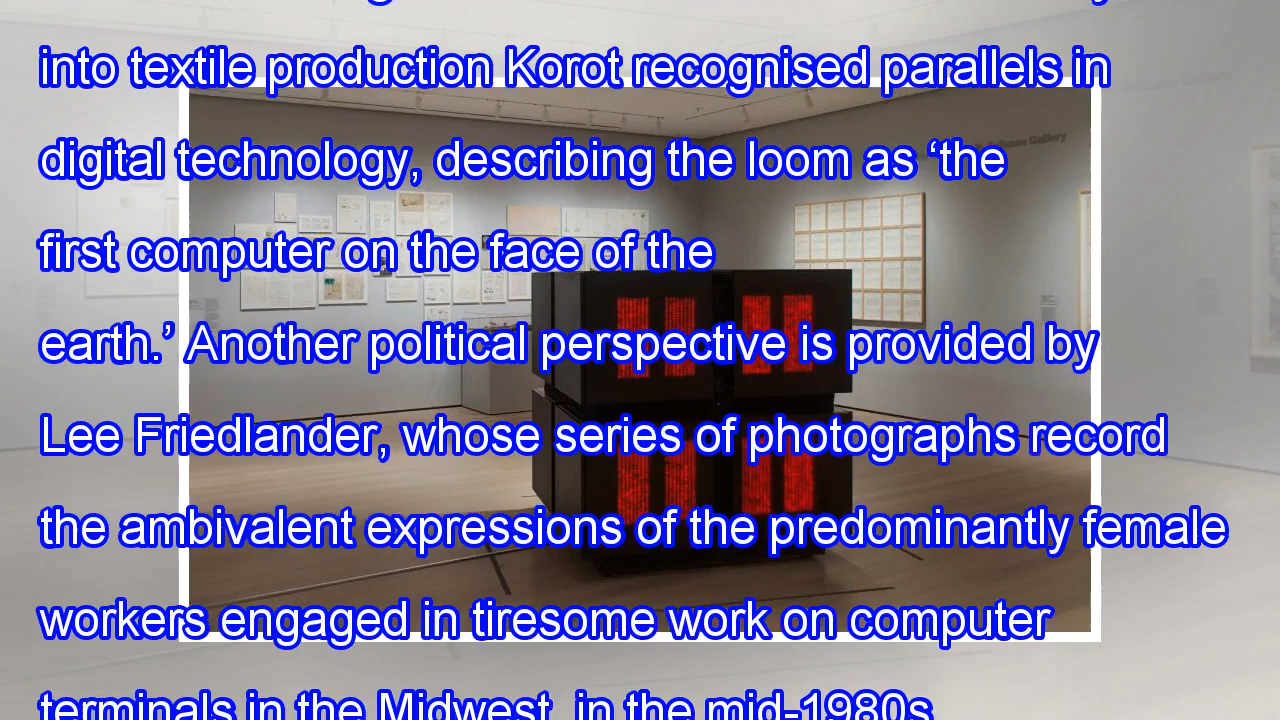 into textile production Korot recognised parallels in
digital technology, describing the loom as ‘the
first computer on the face of the
earth.’ Another political perspective is provided by
Lee Friedlander, whose series of photographs record
the ambivalent expressions of the predominantly female
workers engaged in tiresome work on computer
terminals in the Midwest, in the mid-1980s
Gallery